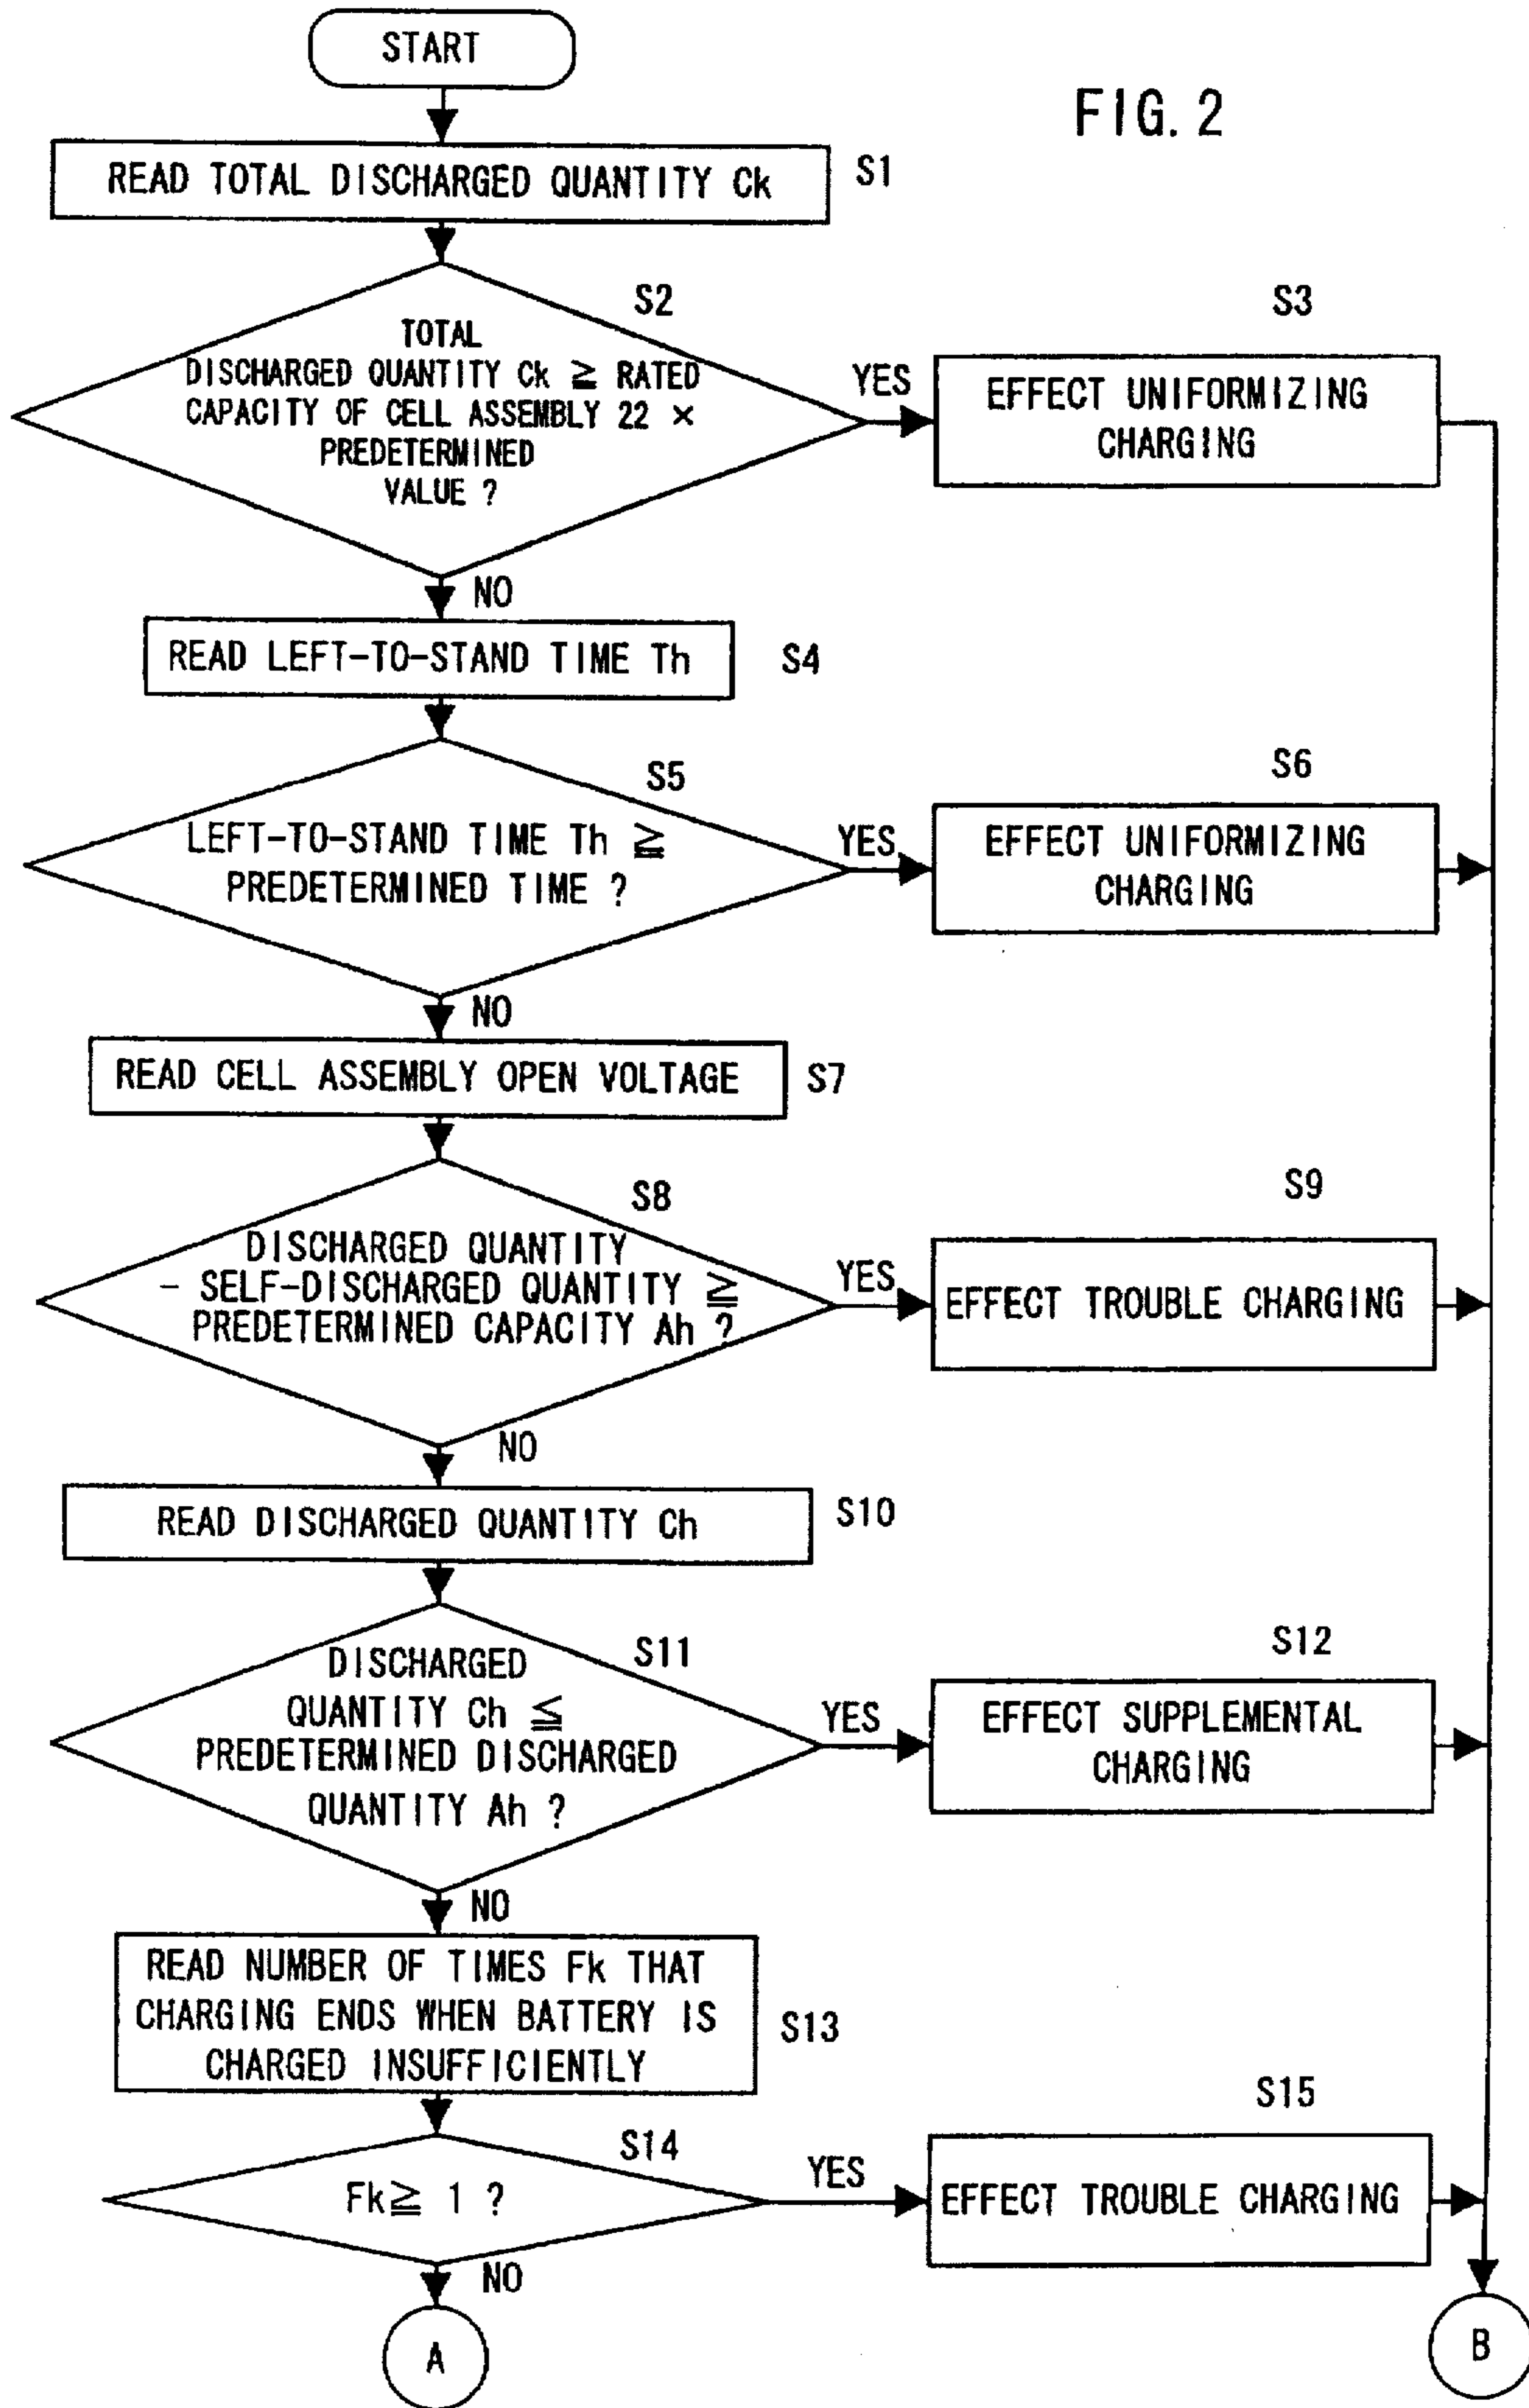 START
FIG. 2
READ TOTAL DISCHARGED QUANTITY Ck
S1
S2
TOTAL
DISCHARGED QUANTITY Ck ≧ RATED
CAPACITY OF CELL ASSEMBLY 22 ×
PREDETERMINED
VALUE ?
YES
S3
EFFECT UNIFORMIZING
CHARGING
NO
READ LEFT-TO-STAND TIME Th
S4
S5
LEFT-TO-STAND TIME Th ≧
PREDETERMINED TIME ?
YES
S6
EFFECT UNIFORMIZING
CHARGING
NO
READ CELL ASSEMBLY OPEN VOLTAGE
S7
S8
DISCHARGED QUANTITY
- SELF-DISCHARGED QUANTITY ≧
PREDETERMINED CAPACITY Ah ?
YES
S9
EFFECT TROUBLE CHARGING
NO
READ DISCHARGED QUANTITY Ch
S10
S11
DISCHARGED
QUANTITY Ch ≦
PREDETERMINED DISCHARGED
QUANTITY Ah ?
YES
S12
EFFECT SUPPLEMENTAL
CHARGING
NO
READ NUMBER OF TIMES Fk THAT
CHARGING ENDS WHEN BATTERY IS
CHARGED INSUFFICIENTLY
S13
S14
Fk≧ 1 ?
YES
S15
EFFECT TROUBLE CHARGING
NO
A
B